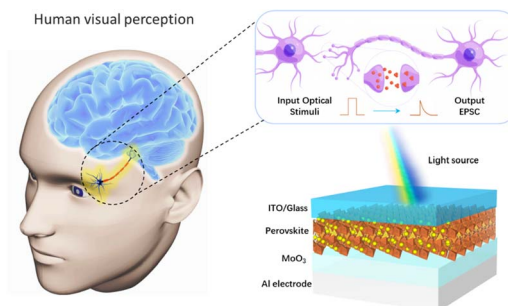 Human visual perception
Input Optical
Stimuli
Output
EPSC
Light source
ITO/Glass
Perovskite
MoO₃
Al electrode